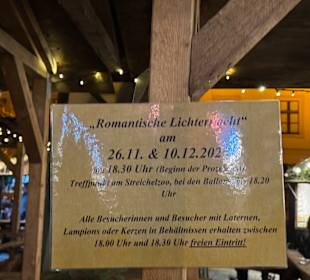 „Romantische Lichternacht“
am
26.11. & 10.12.202
18.30 Uhr (Beginn der
Treffpunkt am Streichelzoo, bei den 18.20
Uhr
Alle Besucherinnen und Besucher mit Laternen,
Lampions oder Kerzen in Behältnissen erhalten zwischen
18.00 Uhr und 18.30 Uhr freien Eintritt!